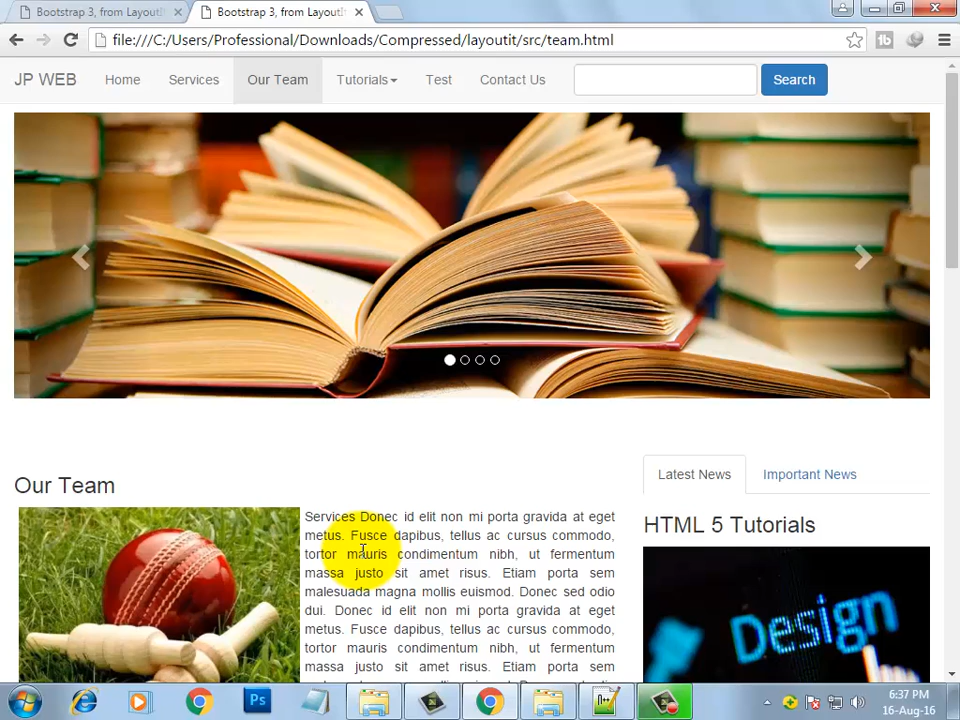 Bootstrap 3, from LayoutI
Bootstrap 3, from LayoutI
file:///C:/Users/Professional/Downloads/Compressed/layoutit/src/team.html
JP WEB
Home
Services
Our Team
Tutorials
Test
Contact Us
Search
Our Team
Services Donec id elit non mi porta gravida at eget
metus. Fusce dapibus, tellus ac cursus commodo,
tortor mauris condimentum nibh, ut fermentum
massa justo sit amet risus. Etiam porta sem
malesuada magna mollis euismod. Donec sed odio
dui. Donec id elit non mi porta gravida at eget
metus. Fusce dapibus, tellus ac cursus commodo,
tortor mauris condimentum nibh, ut fermentum
massa justo sit amet risus. Etiam porta sem
Latest News
Important News
HTML 5 Tutorials
Design
Ps
6:37 PM
16-Aug-16